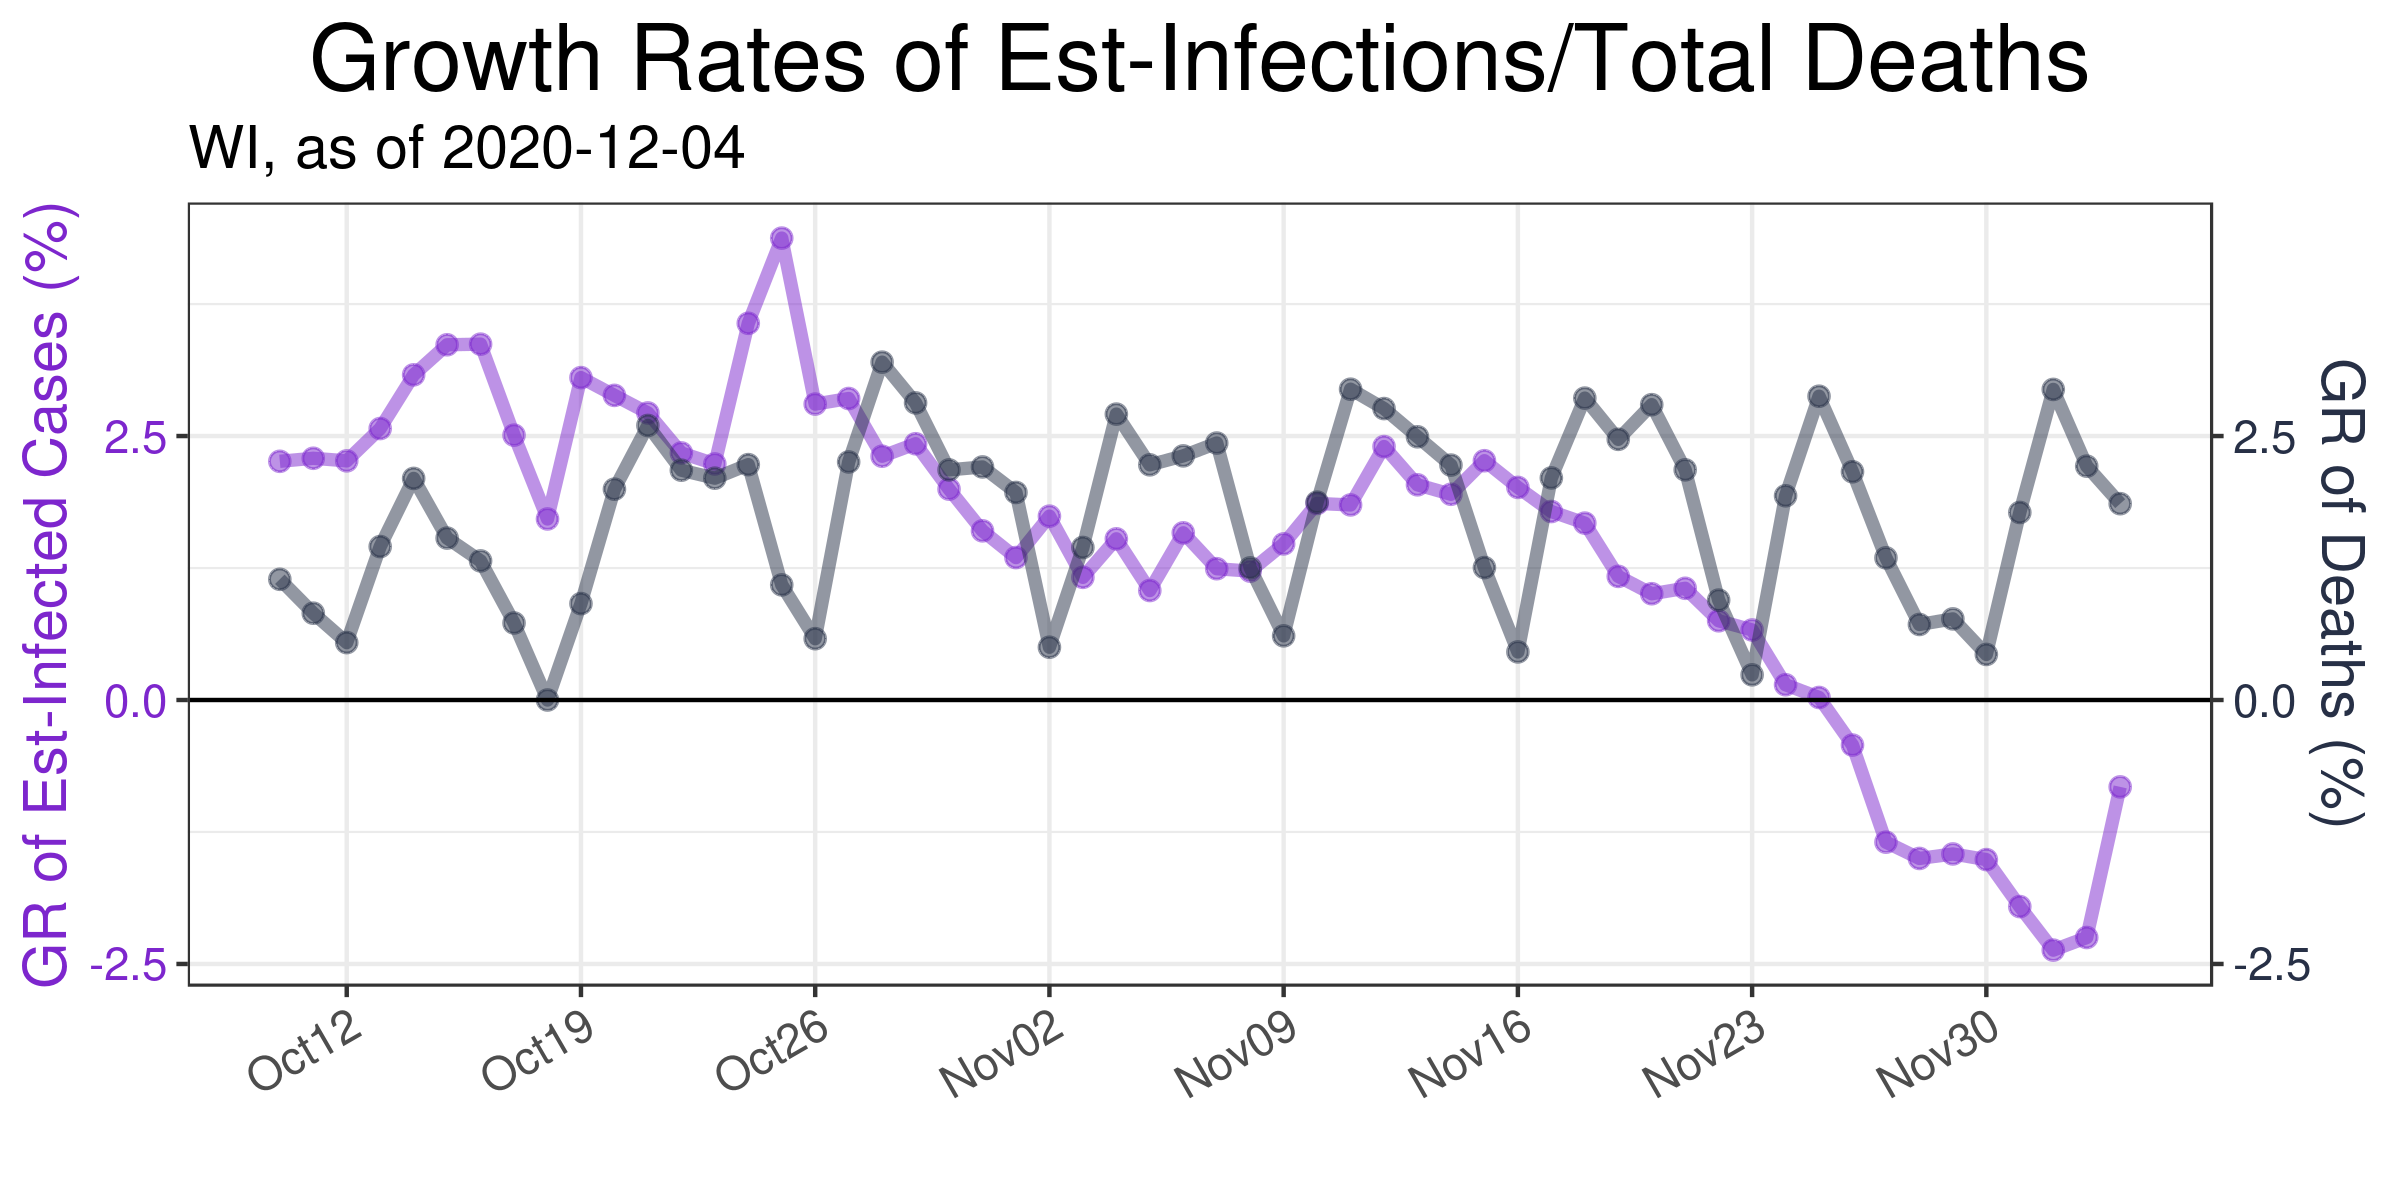 Growth Rates of Est-Infections/Total Deaths
WI, as of 2020-12-04
GR of Est-Infected Cases (%)
2.5
0.0
-2.5
GR of Deaths (%)
2.5
0.0
-2.5
Oct12
Oct19
Oct26
Nov02
Nov09
Nov16
Nov23
Nov30